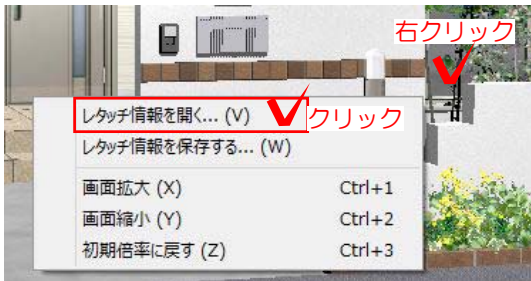 右クリック
レタッチ情報を開く... (V)
クリック
レタッチ情報を保存する... (W)
画面拡大 (X) Ctrl+1
画面縮小 (Y) Ctrl+2
初期倍率に戻す (Z) Ctrl+3